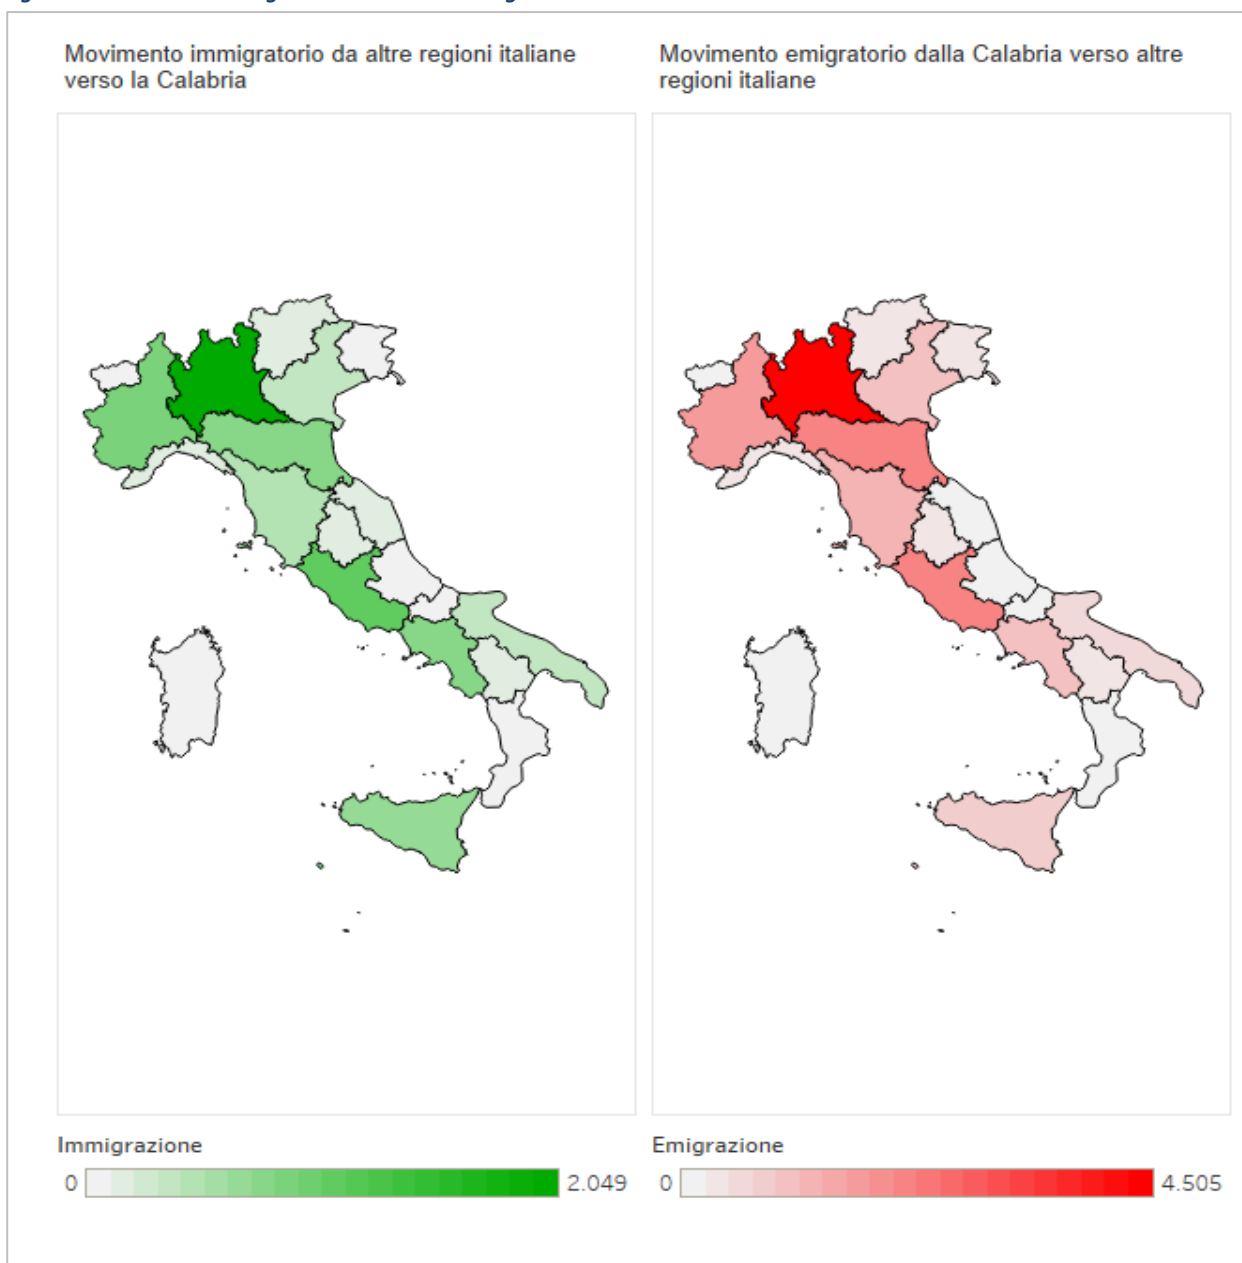 Movimento immigratorio da altre regioni italiane
verso la Calabria
Movimento emigratorio dalla Calabria verso altre
regioni italiane
Immigrazione
0 2.049
Emigrazione
0 4.505